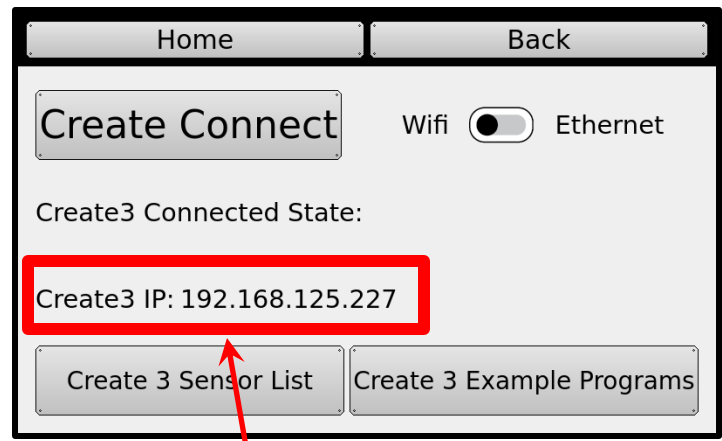 Home
Back
Create Connect
Wifi
Ethernet
Create3 Connected State:
Create3 IP: 192.168.125.227
Create 3 Sensor List
Create 3 Example Programs